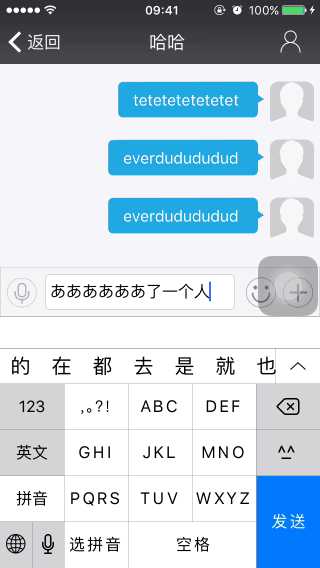 09:41 100%
返回 哈哈
tetetetetetetet
everdudududud
everdudududud
ああああああ了一个人
的 在 都 去 是 就 也
123 ,。?! ABC DEF
英文 GHI JKL MNO ^^
拼音 PQRS TUV WXYZ 发送
选拼音 空格